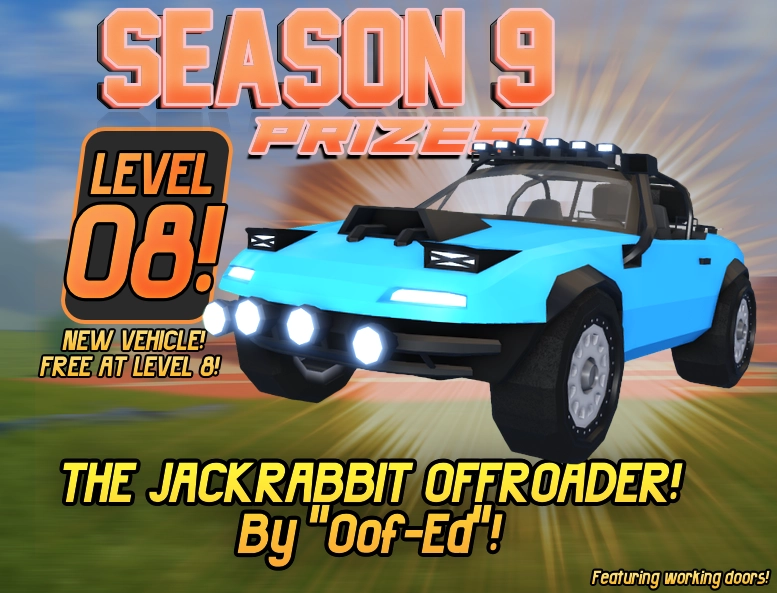 SEASON 9
PRIZES!
LEVEL
08!
NEW VEHICLE!
FREE AT LEVEL 8!
THE JACKRABBIT OFFROADER!
By "Oof-Ed"!
Featuring working doors!